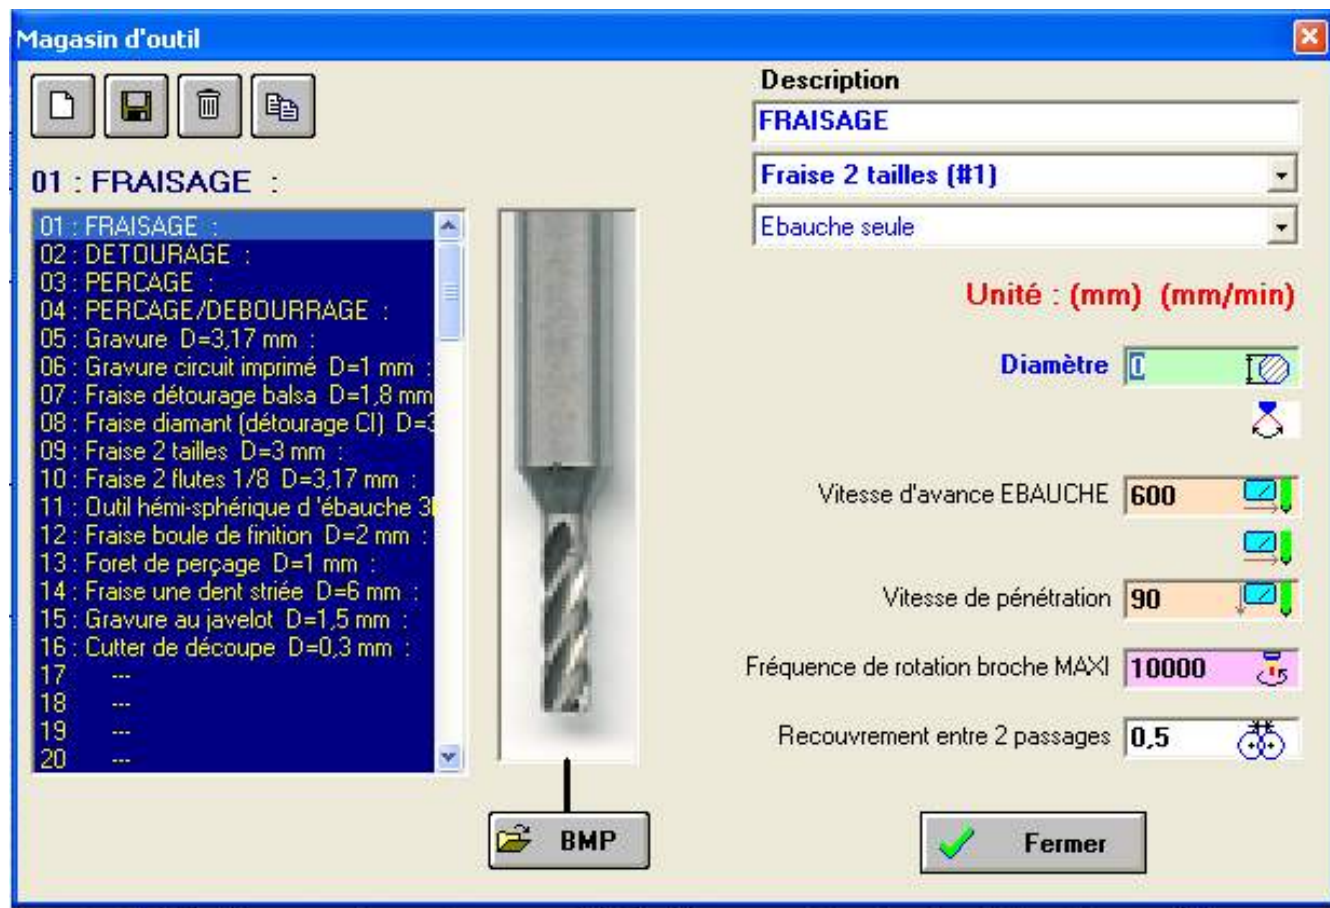 Magasin d'outil
01 : FRAISAGE :
01 : FRAISAGE :
02 : DETOURAGE :
03 : PERCAGE :
04 : PERCAGE/DEBOURRAGE :
05 : Gravure D=3,17 mm :
06 : Gravure circuit imprimé D=1 mm :
07 : Fraise détourage balsa D=1,8 mm
08 : Fraise diamant (détourage CI) D=3
09 : Fraise 2 tailles D=3 mm :
10 : Fraise 2 flutes 1/8 D=3,17 mm :
11 : Outil hémi-sphérique d 'ébauche 3
12 : Fraise boule de finition D=2 mm :
13 : Foret de perçage D=1 mm :
14 : Fraise une dent striée D=6 mm :
15 : Gravure au javelot D=1,5 mm :
16 : Cutter de découpe D=0,3 mm :
17 ---
18 ---
19 ---
20 ---
BMP
Description
FRAISAGE
Fraise 2 tailles (#1)
Ebauche seule
Unité : (mm) (mm/min)
Diamètre
Vitesse d'avance EBAUCHE 600
Vitesse de pénétration 90
Fréquence de rotation broche MAXI 10000
Recouvrement entre 2 passages 0,5
Fermer